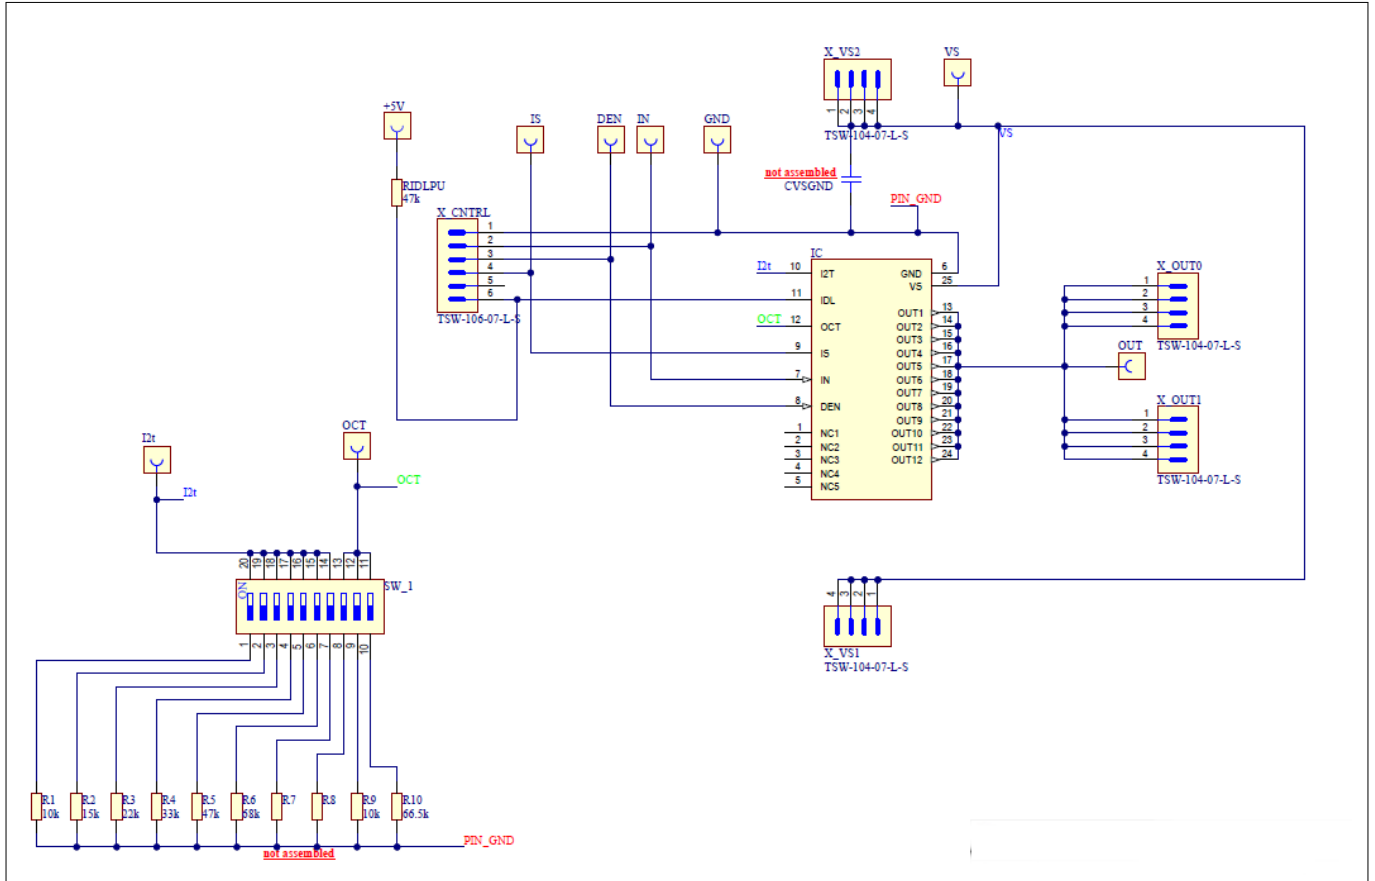 X_VS2
VS
1
2
3
4
TSW-104-07-L-S
VS
+5V
IS
DEN
IN
GND
not assembled
CVSGND
RIDLPU
47k
PIN_GND
X_CNTRL
1
2
3
4
5
6
TSW-106-07-L-S
IC
I2t
10
I2T
11
IDL
OCT
12
OCT
9
IS
7
IN
8
DEN
1
NC1
2
NC2
3
NC3
4
NC4
5
NC5
GND
6
VS
25
OUT1
13
OUT2
14
OUT3
15
OUT4
16
OUT5
17
OUT6
18
OUT7
19
OUT8
20
OUT9
21
OUT10
22
OUT11
23
OUT12
24
X_OUT0
1
2
3
4
TSW-104-07-L-S
OUT
X_OUT1
1
2
3
4
TSW-104-07-L-S
I2t
I2t
OCT
OCT
20
19
18
17
16
15
14
13
12
11
ON
SW_1
1
2
3
4
5
6
7
8
9
10
4
3
2
1
X_VS1
TSW-104-07-L-S
R1
10k
R2
15k
R3
22k
R4
33k
R5
47k
R6
68k
R7
R8
R9
10k
R10
66.5k
PIN_GND
not assembled